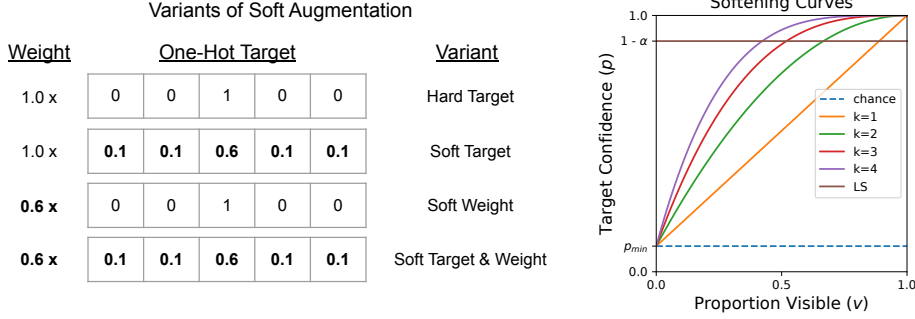 Variants of Soft Augmentation
Weight One-Hot Target Variant
1.0 x 0 0 1 0 0 Hard Target
1.0 x 0.1 0.1 0.6 0.1 0.1 Soft Target
0.6 x 0 0 1 0 0 Soft Weight
0.6 x 0.1 0.1 0.6 0.1 0.1 Soft Target & Weight
Softening Curves
Target Confidence (p)
1.0
1 - α
p_min
0.0
chance
k=1
k=2
k=3
k=4
LS
0.0 0.5 1.0
Proportion Visible (v)